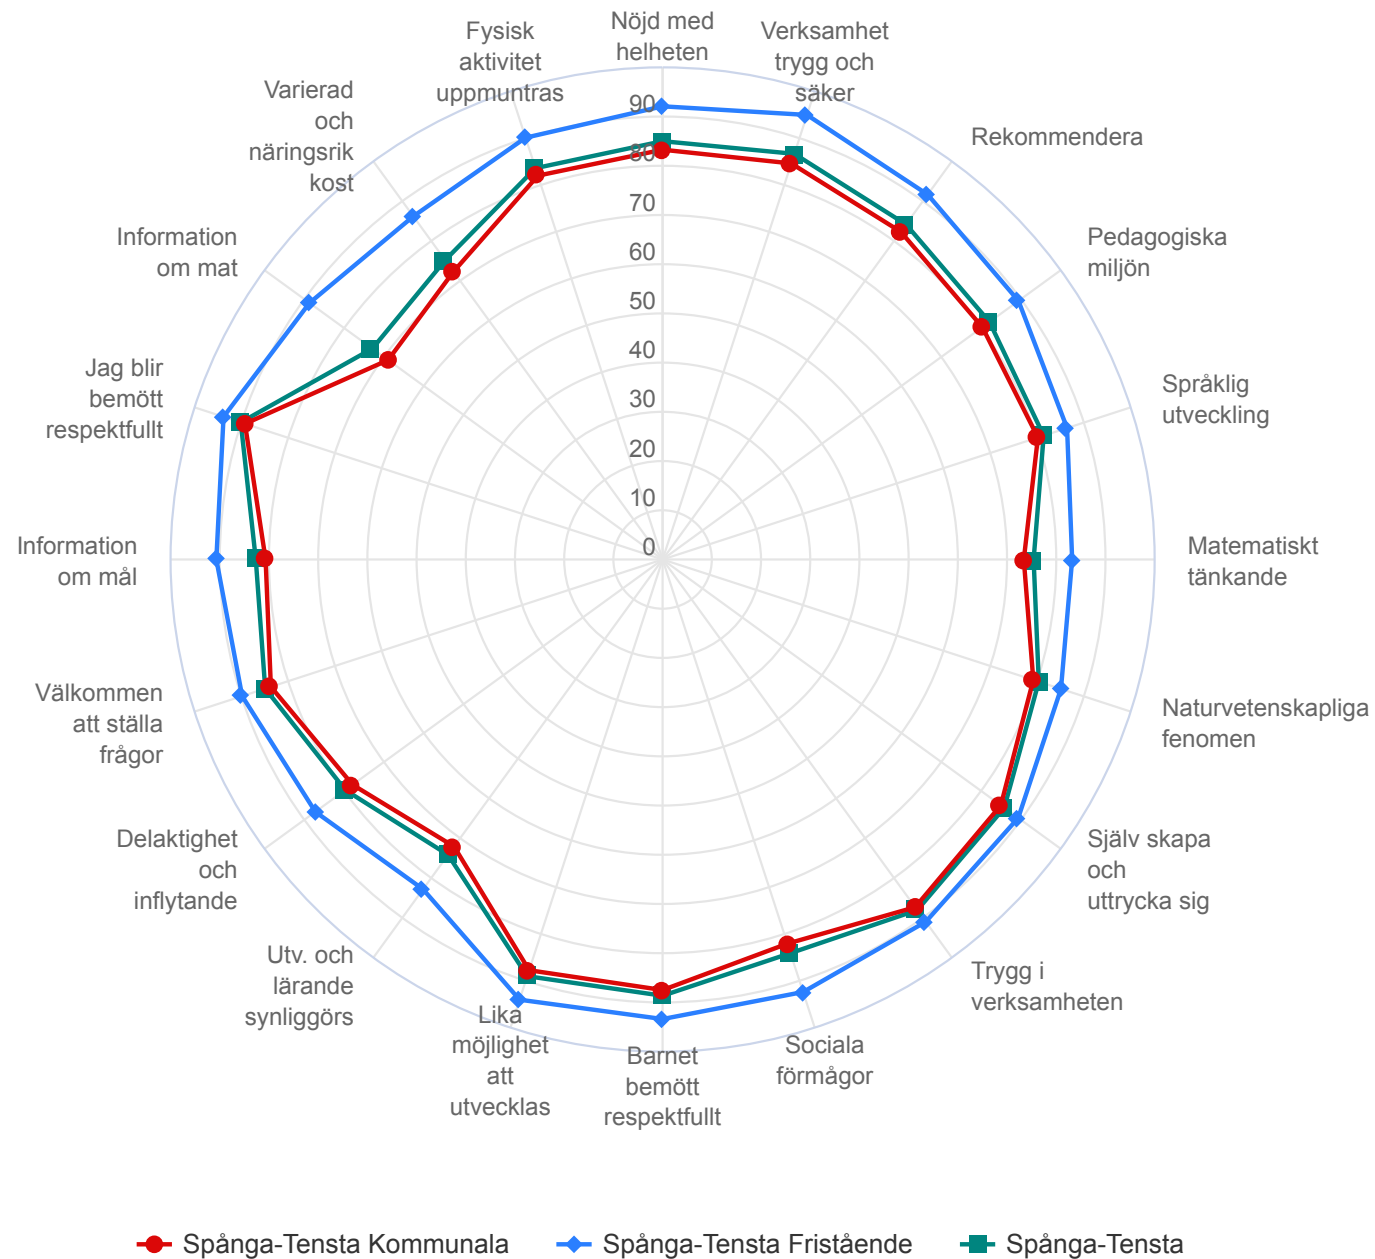 Nöjd med
helheten
Verksamhet
trygg och
säker
Rekommendera
Pedagogiska
miljön
Språklig
utveckling
Matematiskt
tänkande
Naturvetenskapliga
fenomen
Själv skapa
och
uttrycka sig
Trygg i
verksamheten
Sociala
förmågor
Barnet
bemött
respektfullt
Lika
möjlighet
att
utvecklas
Utv. och
lärande
synliggörs
Delaktighet
och
inflytande
Välkommen
att ställa
frågor
Information
om mål
Jag blir
bemött
respektfullt
Information
om mat
Varierad
och
näringsrik
kost
Fysisk
aktivitet
uppmuntras
90
80
70
60
50
40
30
20
10
0
Spånga-Tensta Kommunala
Spånga-Tensta Fristående
Spånga-Tensta